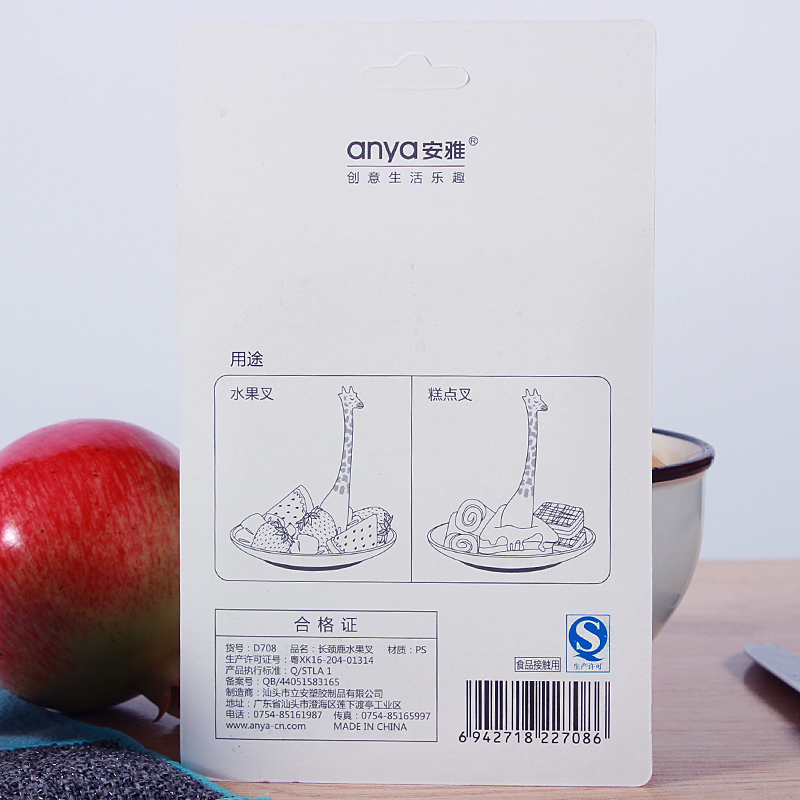 anya安雅®
创意生活乐趣
用途
水果叉
糕点叉
合格证
货号：D708 品名：长颈鹿水果叉 材质：PS
生产许可证号：粤XK16-204-01314
产品执行标准：Q/STLA 1
备案号：QB/44051583165
制造商：汕头市立安塑胶制品有限公司
地址：广东省汕头市澄海区莲下渡亭工业区
电话：0754-85161987 传真：0754-85165997
www.anya-cn.com MADE IN CHINA
食品接触用
生产许可
6 942718 227086